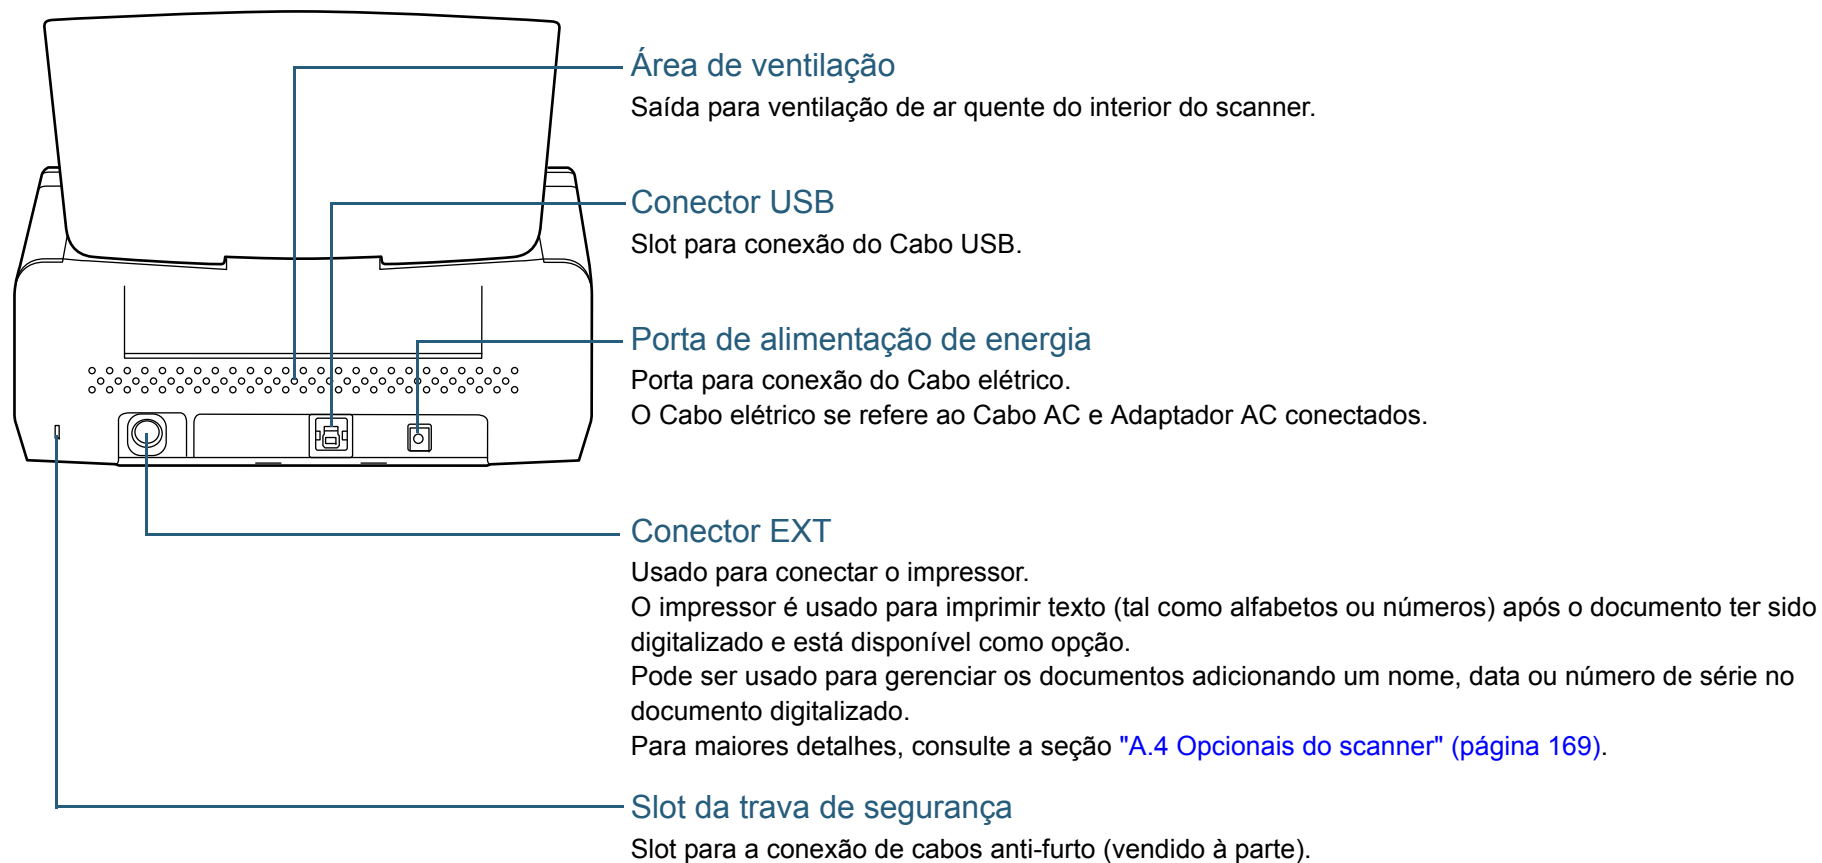 Área de ventilação
Saída para ventilação de ar quente do interior do scanner.
Conector USB
Slot para conexão do Cabo USB.
Porta de alimentação de energia
Porta para conexão do Cabo elétrico.
O Cabo elétrico se refere ao Cabo AC e Adaptador AC conectados.
Conector EXT
Usado para conectar o impressor.
O impressor é usado para imprimir texto (tal como alfabetos ou números) após o documento ter sido
digitalizado e está disponível como opção.
Pode ser usado para gerenciar os documentos adicionando um nome, data ou número de série no
documento digitalizado.
Para maiores detalhes, consulte a seção "A.4 Opcionais do scanner" (página 169).
Slot da trava de segurança
Slot para a conexão de cabos anti-furto (vendido à parte).